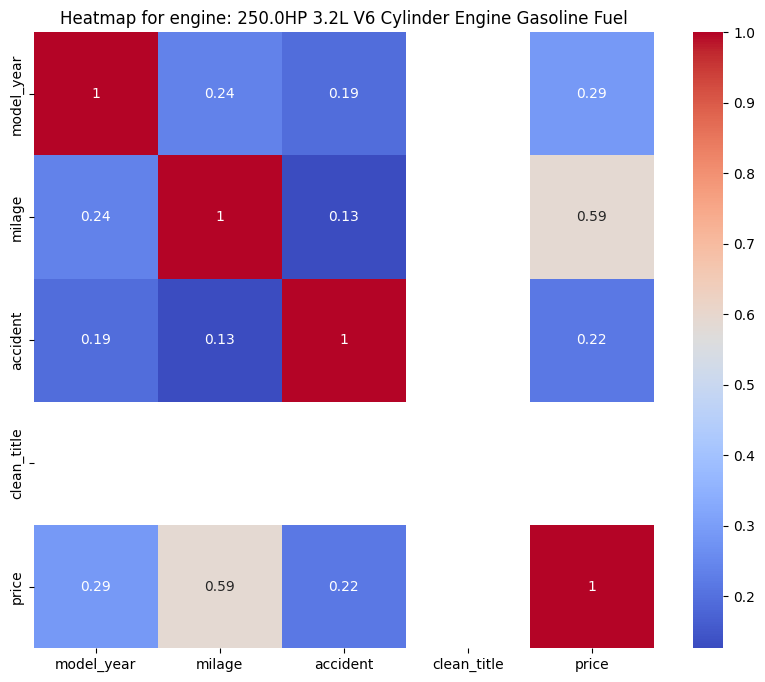 Heatmap for engine: 250.0HP 3.2L V6 Cylinder Engine Gasoline Fuel
model_year
1
0.24
0.19
0.29
milage
0.24
1
0.13
0.59
accident
0.19
0.13
1
0.22
clean_title
price
0.29
0.59
0.22
1
model_year
milage
accident
clean_title
price
1.0
0.9
0.8
0.7
0.6
0.5
0.4
0.3
0.2